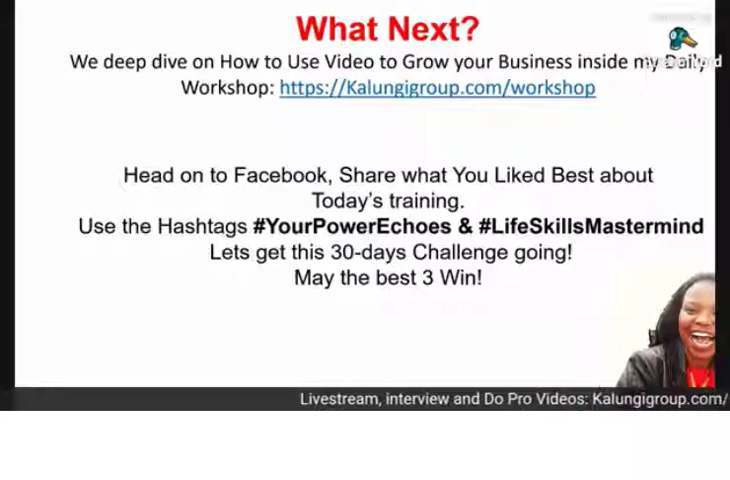 What Next?
We deep dive on How to Use Video to Grow your Business inside my Daily
Workshop: https://Kalungigroup.com/workshop
Head on to Facebook, Share what You Liked Best about
Today's training.
Use the Hashtags #YourPowerEchoes & #LifeSkillsMastermind
Lets get this 30-days Challenge going!
May the best 3 Win!
Livestream, interview and Do Pro Videos: Kalungigroup.com/